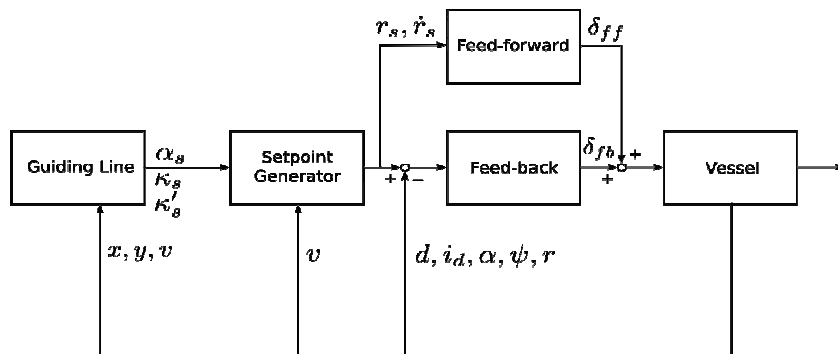 r_s, ṙ_s
Feed-forward
δ_ff
Guiding Line
α_s
κ_s
κ′_s
Setpoint
Generator
+
−
Feed-back
δ_fb
+
+
Vessel
x, y, v
v
d, i_d, α, ψ, r